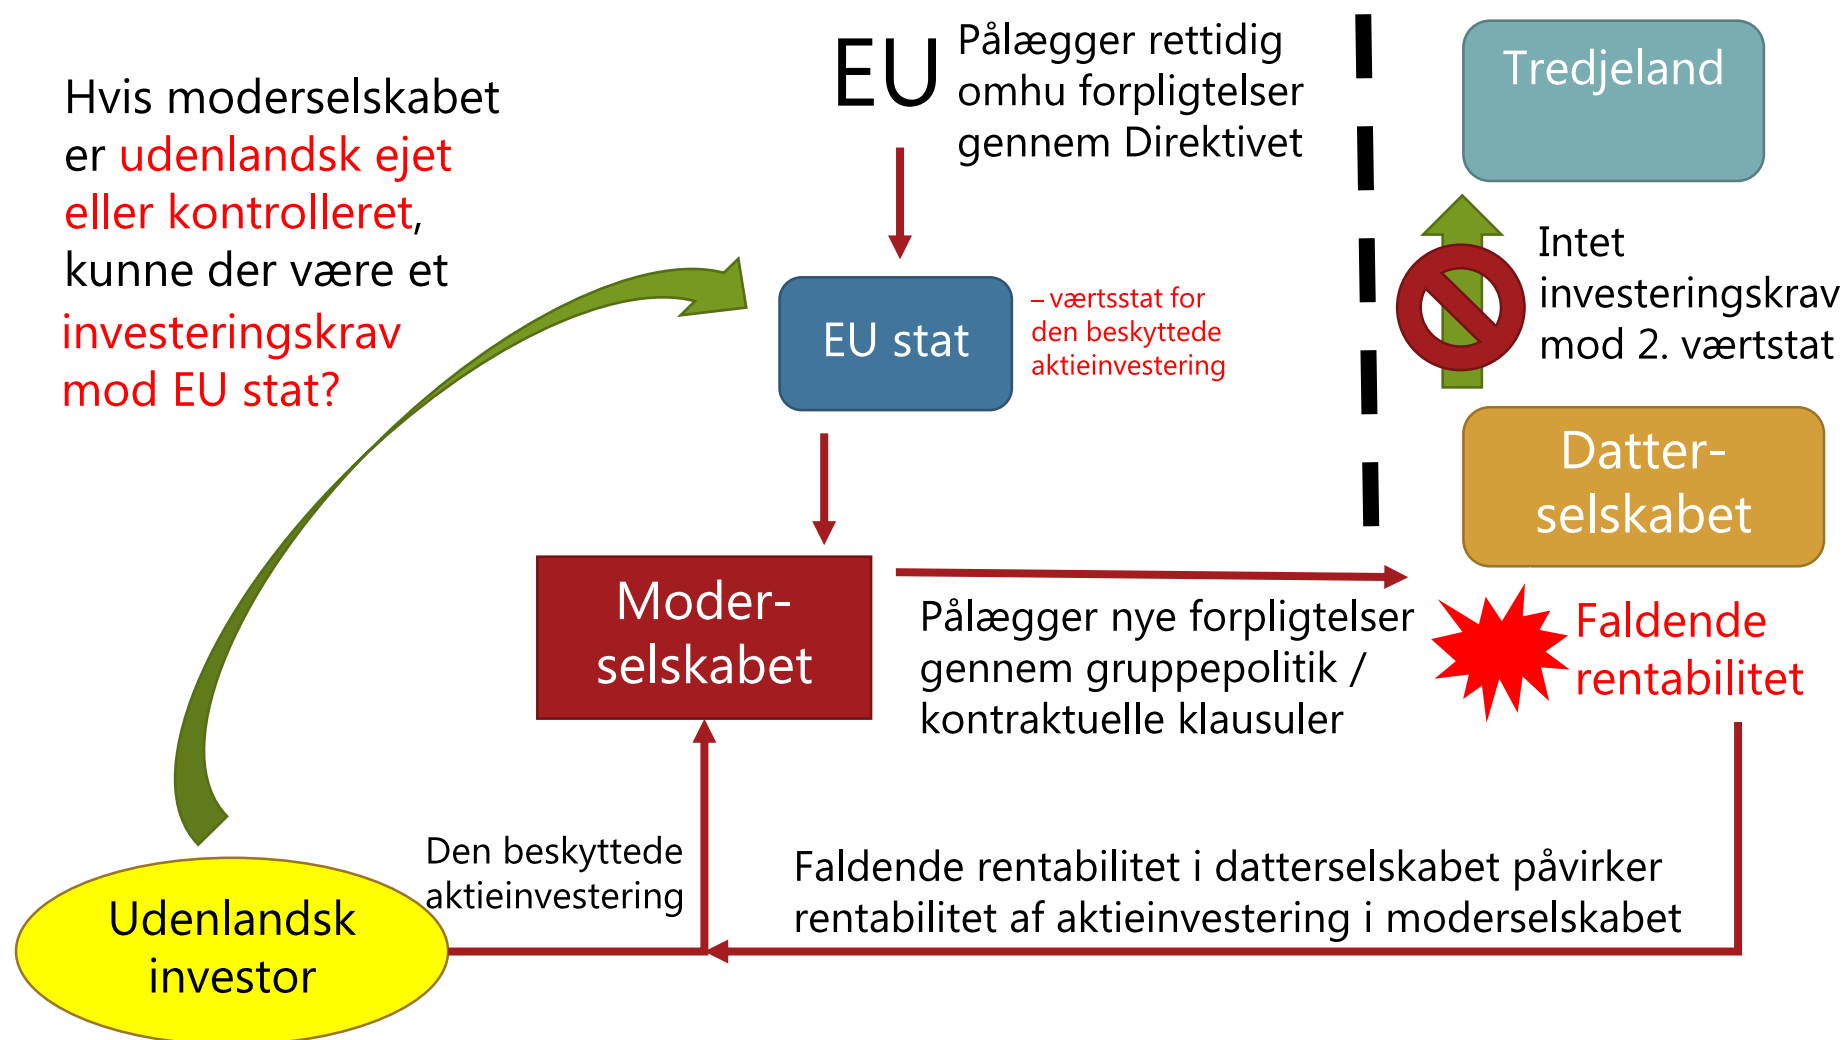 Hvis moderselskabet
er udenlandsk ejet
eller kontrolleret,
kunne der være et
investeringskrav
mod EU stat?
EU
Pålægger rettidig
omhu forpligtelser
gennem Direktivet
Tredjeland
EU stat
– værtsstat for
den beskyttede
aktieinvestering
Intet
investeringskrav
mod 2. værtstat
Datter-
selskabet
Moder-
selskabet
Pålægger nye forpligtelser
gennem gruppepolitik /
kontraktuelle klausuler
Faldende
rentabilitet
Den beskyttede
aktieinvestering
Faldende rentabilitet i datterselskabet påvirker
rentabilitet af aktieinvestering i moderselskabet
Udenlandsk
investor